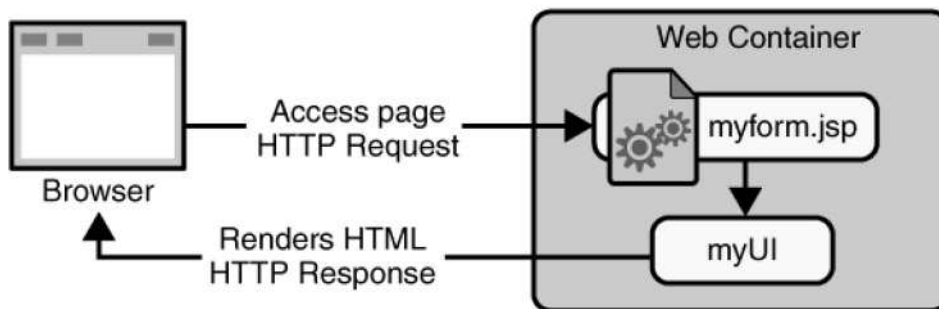 Web Container
Access page
HTTP Request
myform.jsp
Browser
Renders HTML
HTTP Response
myUI